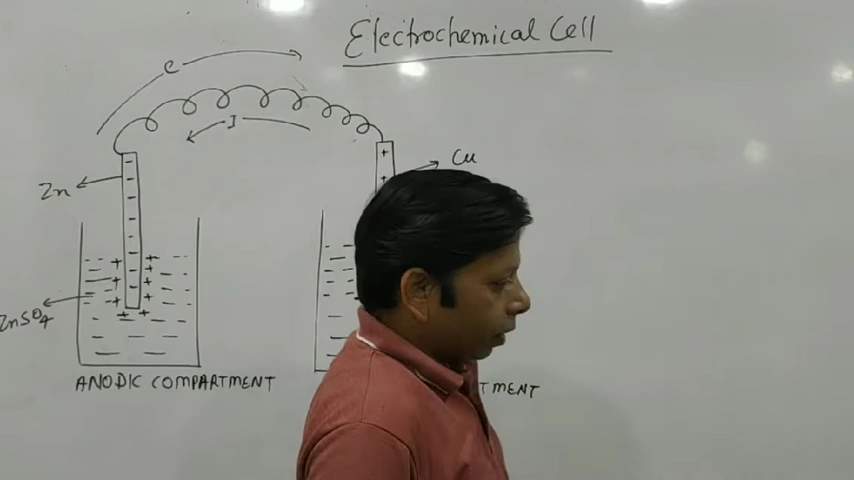 Electrochemical Cell
e
I
Cu
Zn
ZnSO4
ANODIC COMPARTMENT
TMENT